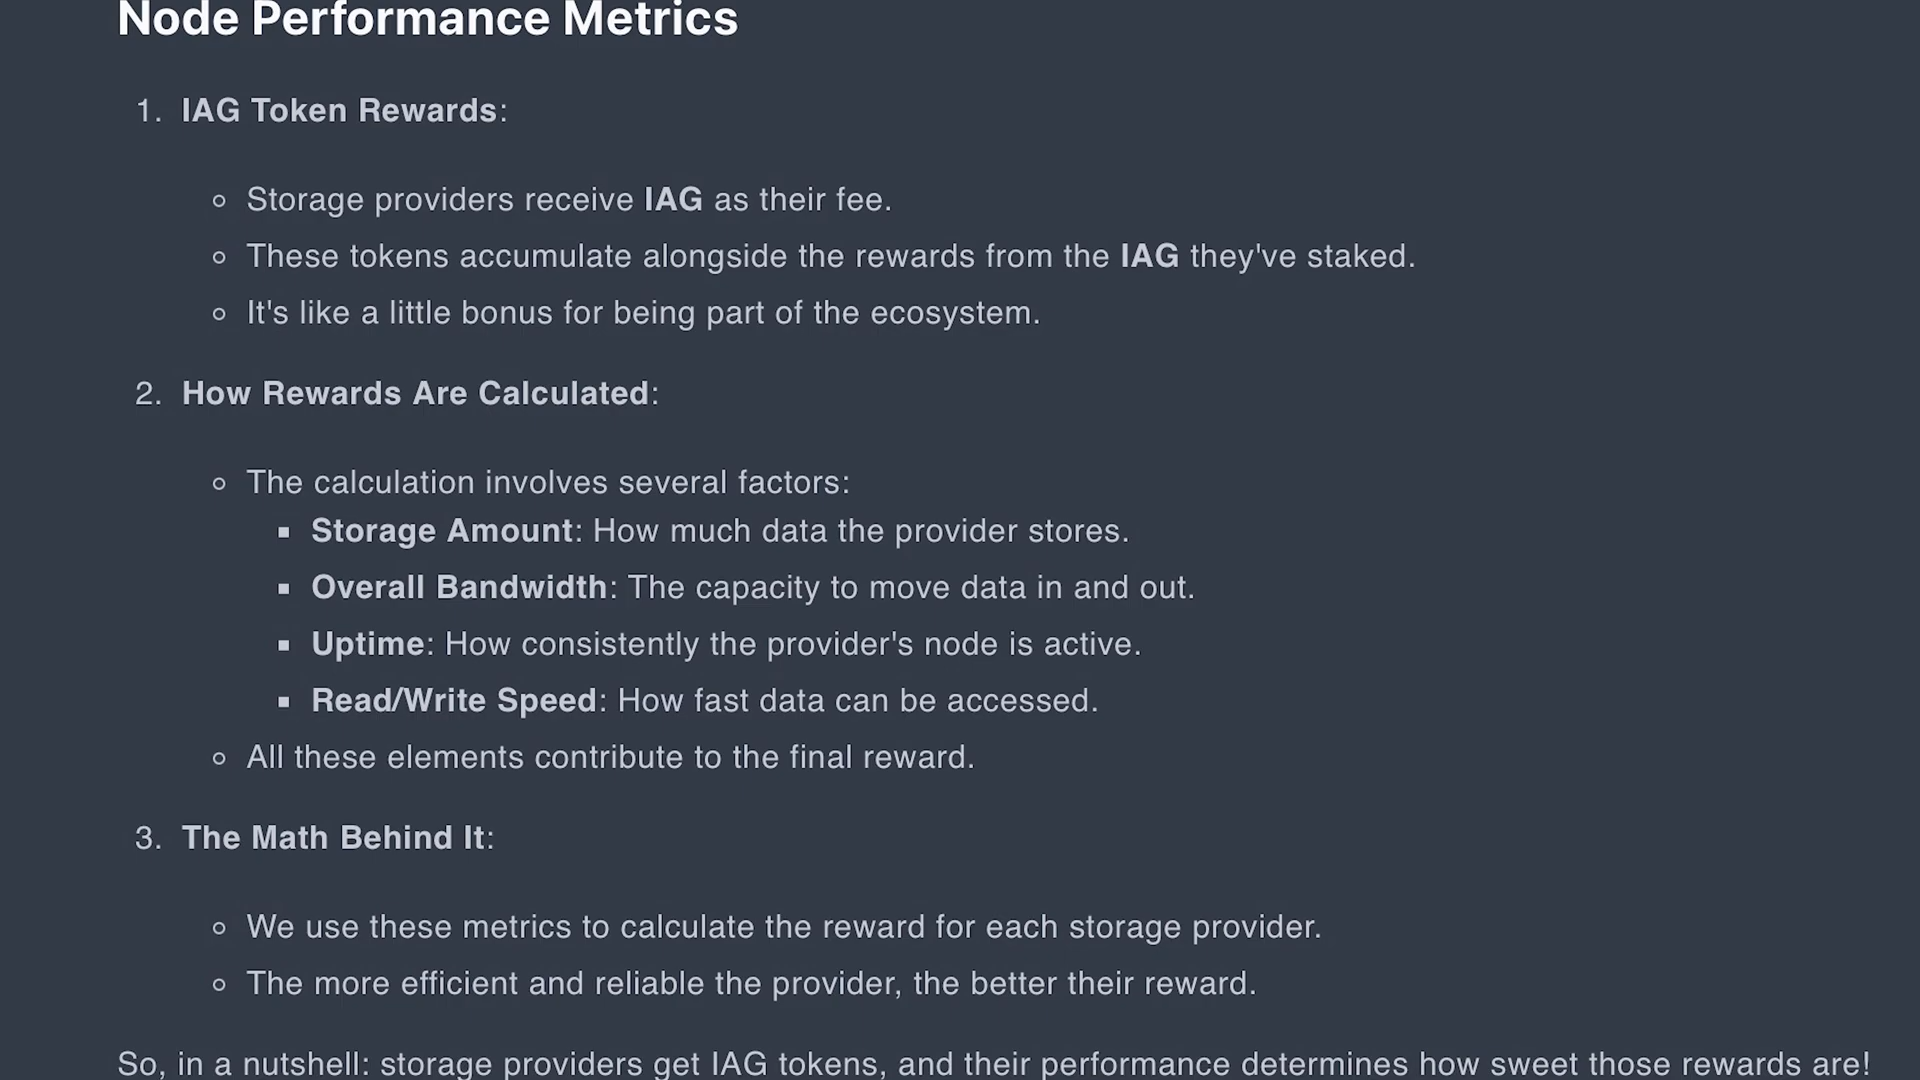 Node Performance Metrics
1. IAG Token Rewards:
Storage providers receive IAG as their fee.
These tokens accumulate alongside the rewards from the IAG they've staked.
It's like a little bonus for being part of the ecosystem.
2. How Rewards Are Calculated:
The calculation involves several factors:
Storage Amount: How much data the provider stores.
Overall Bandwidth: The capacity to move data in and out.
Uptime: How consistently the provider's node is active.
Read/Write Speed: How fast data can be accessed.
All these elements contribute to the final reward.
3. The Math Behind It:
We use these metrics to calculate the reward for each storage provider.
The more efficient and reliable the provider, the better their reward.
So, in a nutshell: storage providers get IAG tokens, and their performance determines how sweet those rewards are!